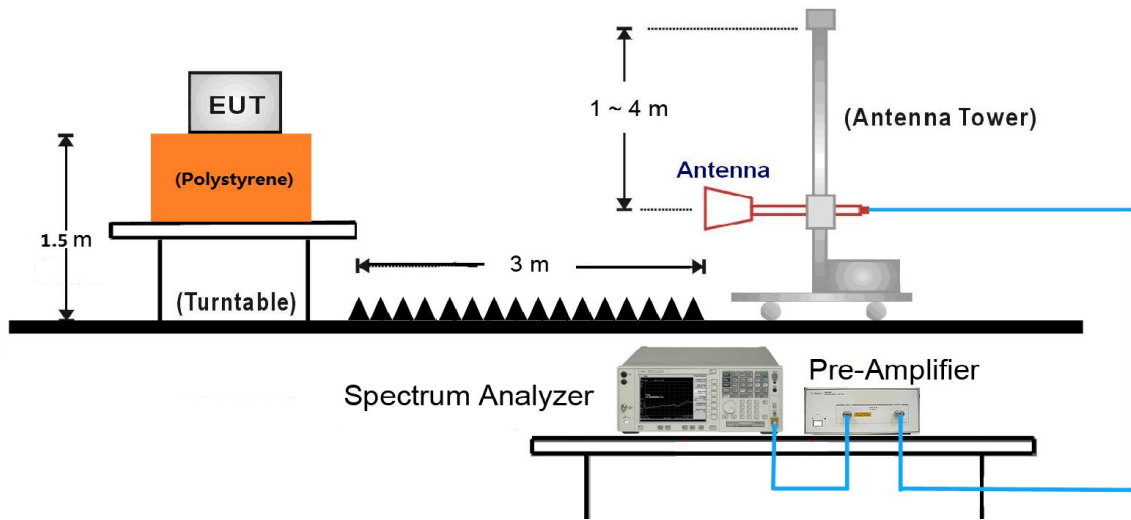 EUT
1 ~ 4 m
(Antenna Tower)
(Polystyrene)
Antenna
1.5 m
3 m
(Turntable)
Spectrum Analyzer
Pre-Amplifier